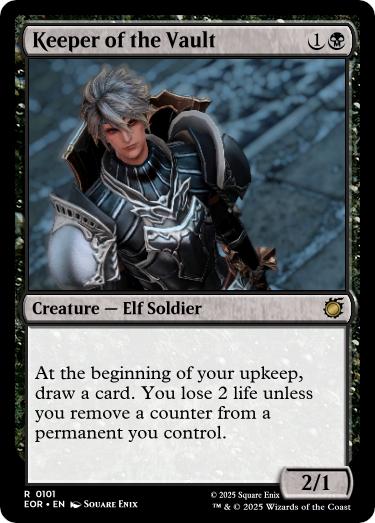 Keeper of the Vault 1
Creature — Elf Soldier
At the beginning of your upkeep,
draw a card. You lose 2 life unless
you remove a counter from a
permanent you control.
2/1
R 0101
EOR • EN SQUARE ENIX
© 2025 Square Enix
™ & © 2025 Wizards of the Coast